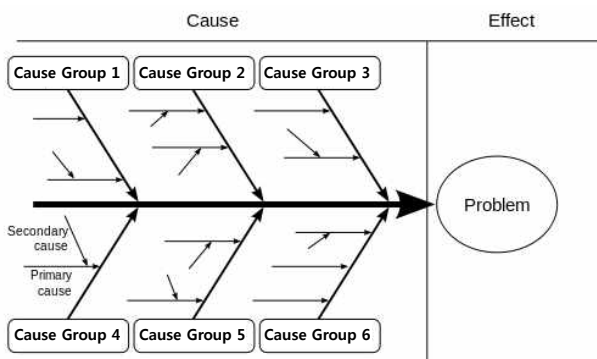 Cause Effect
Cause Group 1 Cause Group 2 Cause Group 3
Problem
Secondary
cause
Primary
cause
Cause Group 4 Cause Group 5 Cause Group 6